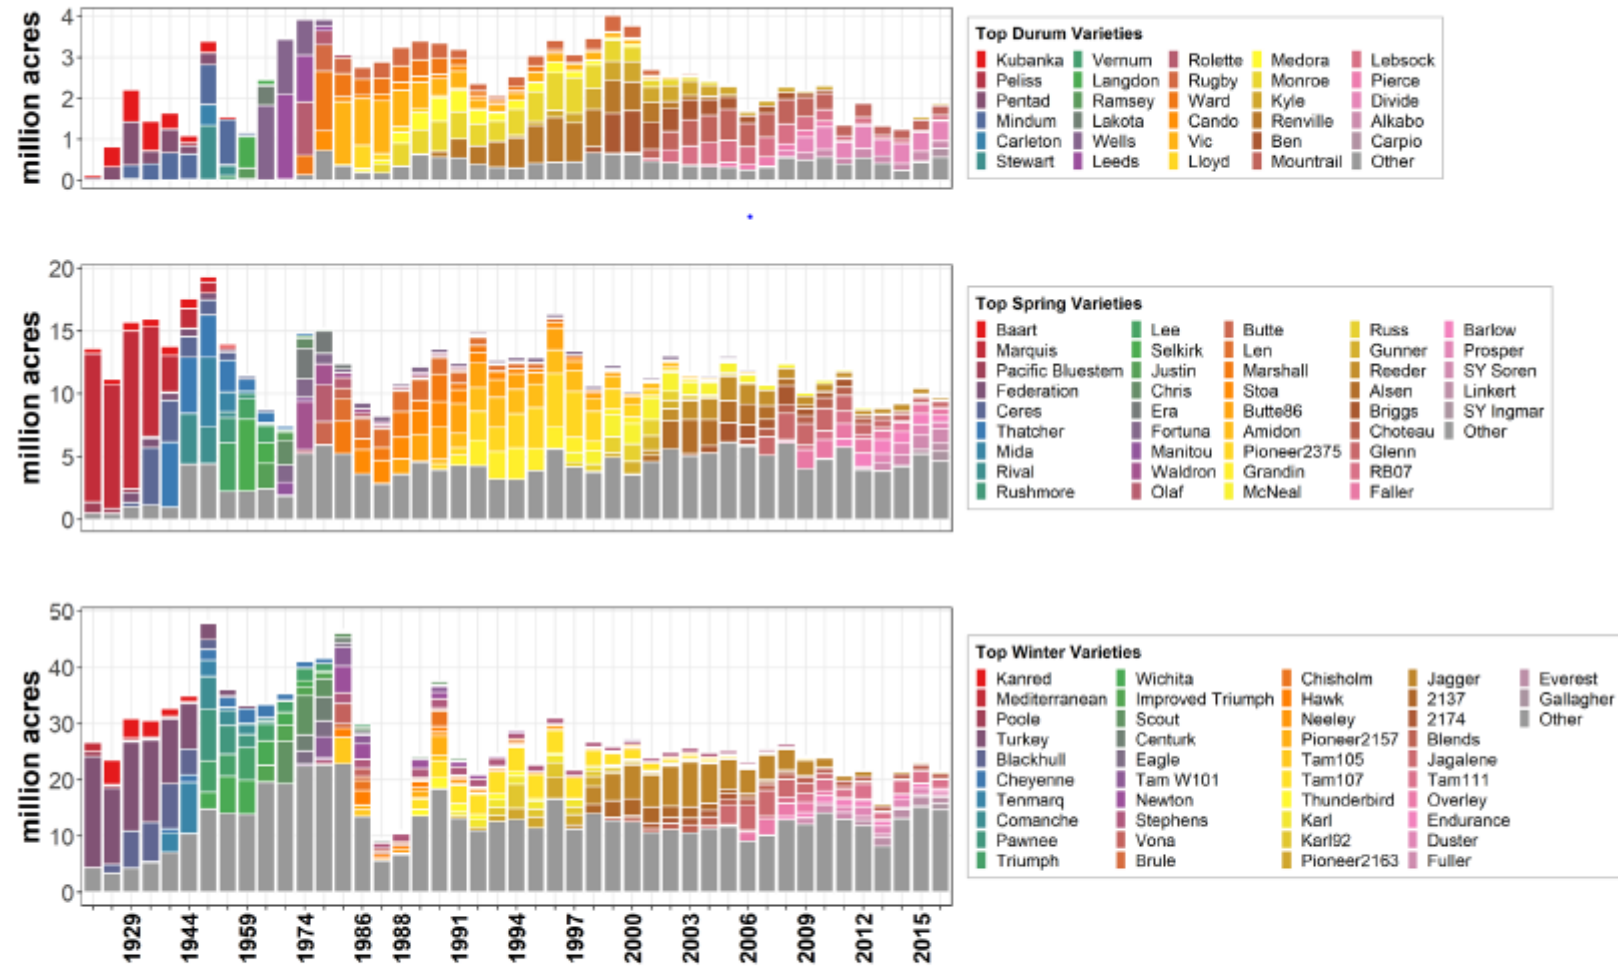 million acres
4
3
2
1
0
Top Durum Varieties
Kubanka Vernum Rolette Medora Lebsock
Peliss Langdon Rugby Monroe Pierce
Pentad Ramsey Ward Kyle Divide
Mindum Lakota Cando Renville Alkabo
Carleton Wells Vic Ben Carpio
Stewart Leeds Lloyd Mountrail Other
million acres
20
15
10
5
0
Top Spring Varieties
Baart Lee Butte Russ Barlow
Marquis Selkirk Len Gunner Prosper
Pacific Bluestem Justin Marshall Reeder SY Soren
Federation Chris Stoa Alsen Linkert
Ceres Era Butte86 Briggs SY Ingmar
Thatcher Fortuna Amidon Choteau Other
Mida Manitou Pioneer2375 Glenn
Rival Waldron Grandin RB07
Rushmore Olaf McNeal Faller
million acres
50
40
30
20
10
0
Top Winter Varieties
Kanred Wichita Chisholm Jagger Everest
Mediterranean Improved Triumph Hawk 2137 Gallagher
Poole Scout Neeley 2174 Other
Turkey Centurk Pioneer2157 Blends
Blackhull Eagle Tam105 Jagalene
Cheyenne Tam W101 Tam107 Tam111
Tenmarq Newton Thunderbird Overley
Comanche Stephens Karl Endurance
Pawnee Vona Karl92 Duster
Triumph Brule Pioneer2163 Fuller
1929 1944 1959 1974 1986 1988 1991 1994 1997 2000 2003 2006 2009 2012 2015